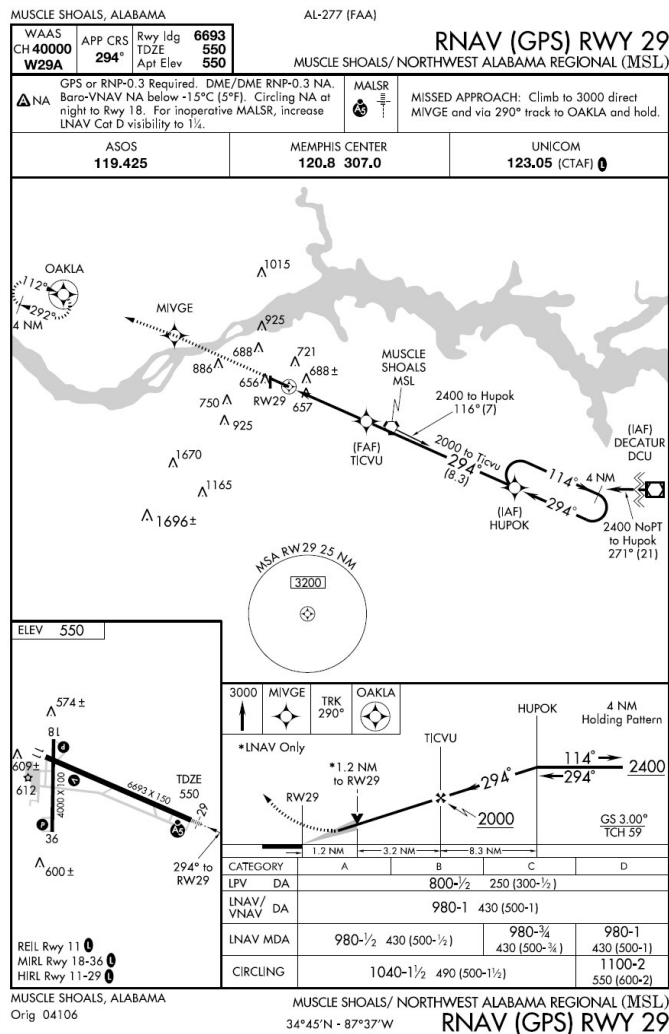 MUSCLE SHOALS, ALABAMA
AL-277 (FAA)
WAAS
CH 40000
W29A
APP CRS
294°
Rwy ldg 6693
TDZE 550
Apt Elev 550
RNAV (GPS) RWY 29
MUSCLE SHOALS/ NORTHWEST ALABAMA REGIONAL (MSL)
A NA
GPS or RNP-0.3 Required. DME/DME RNP-0.3 NA.
Baro-VNAV NA below -15°C (5°F). Circling NA at
night to Rwy 18. For inoperative MALSR, increase
LNAV Cat D visibility to 1¼.
MALSR
A5
MISSED APPROACH: Climb to 3000 direct
MIVGE and via 290° track to OAKLA and hold.
ASOS
119.425
MEMPHIS CENTER
120.8 307.0
UNICOM
123.05 (CTAF) L
OAKLA
112°
292°
4 NM
MIVGE
1015
925
688
721
886
656
688±
RW29
657
750
925
MUSCLE
SHOALS
MSL
2400 to Hupok
116° (7)
(FAF)
TICVU
2000 to Ticvu
294°
(8.3)
1670
1165
1696±
(IAF)
HUPOK
114°
4 NM
294°
(IAF)
DECATUR
DCU
2400 NoPT
to Hupok
271° (21)
MSA RW29 25 NM
3200
ELEV 550
574±
18
P
11
609±
612
V
4000 X 100
6693 X 150
TDZE
550
29
A5
P
36
600±
294° to
RW29
REIL Rwy 11 L
MIRL Rwy 18-36 L
HIRL Rwy 11-29 L
3000
MIVGE
TRK
290°
OAKLA
*LNAV Only
HUPOK
4 NM
Holding Pattern
TICVU
*1.2 NM
to RW29
RW29
294°
114°
294°
2400
2000
GS 3.00°
TCH 59
1.2 NM
3.2 NM
8.3 NM
CATEGORY A B C D
LPV DA 800-½ 250 (300-½)
LNAV/
VNAV DA 980-1 430 (500-1)
LNAV MDA 980-½ 430 (500-½) 980-¾ 430 (500-¾) 980-1 430 (500-1)
CIRCLING 1040-1½ 490 (500-1½) 1100-2 550 (600-2)
MUSCLE SHOALS, ALABAMA
Orig 04106
34°45'N - 87°37'W
MUSCLE SHOALS/ NORTHWEST ALABAMA REGIONAL (MSL)
RNAV (GPS) RWY 29